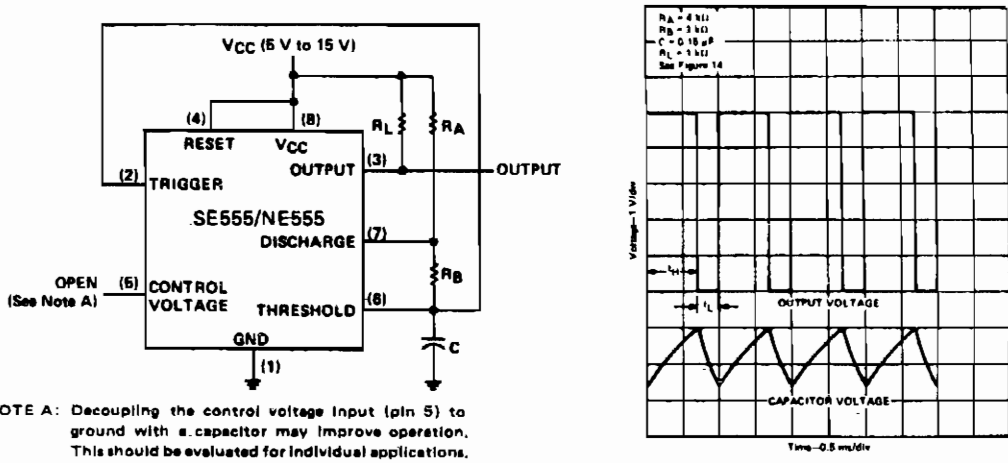 VCC (5 V to 15 V)
(4)
(8)
RESET
VCC
RL
RA
OUTPUT
(3)
OUTPUT
(2)
TRIGGER
SE555/NE555
DISCHARGE
(7)
RB
OPEN
(See Note A)
(5)
CONTROL
VOLTAGE
THRESHOLD
(6)
GND
(1)
C
OTE A: Decoupling the control voltage input (pin 5) to
ground with a capacitor may improve operation.
This should be evaluated for individual applications.
RA = 4 kΩ
RB = 3 kΩ
C = 0.15 µF
RL = 1 kΩ
See Figure 14
Voltage—1 V/div
tH
tL
OUTPUT VOLTAGE
CAPACITOR VOLTAGE
Time—0.5 ms/div